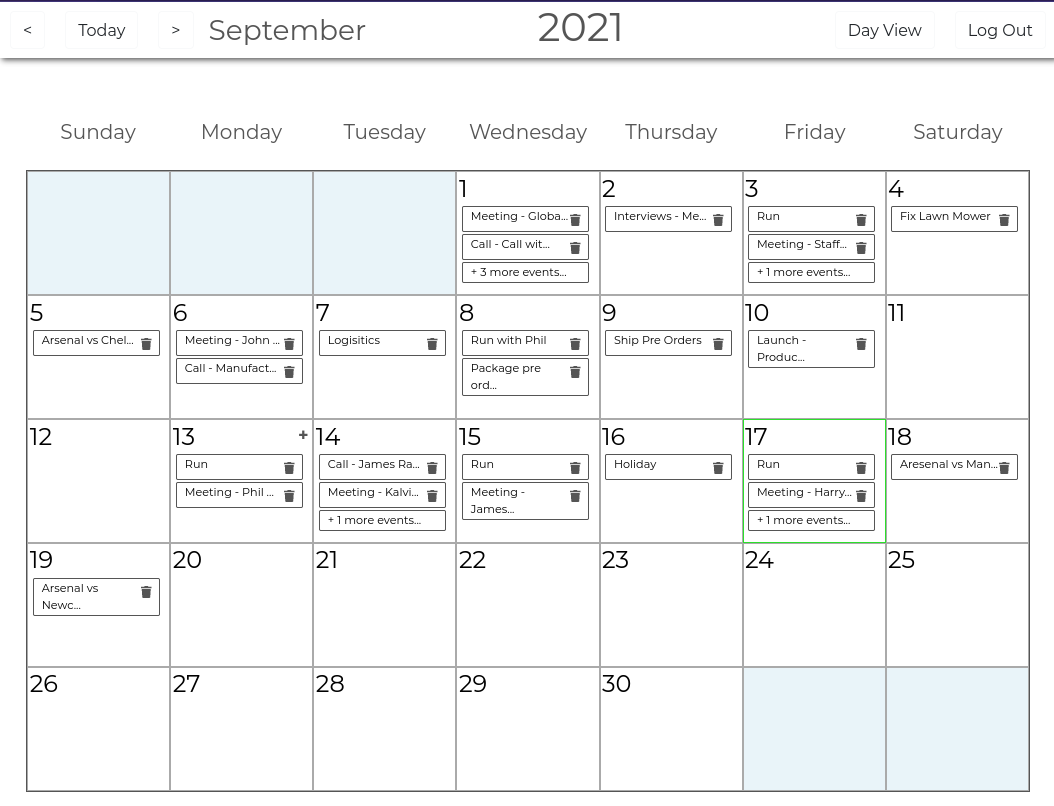 < Today > September 2021 Day View Log Out
Sunday Monday Tuesday Wednesday Thursday Friday Saturday
1
Meeting - Globa...
Call - Call wit...
+ 3 more events...
2
Interviews - Me...
3
Run
Meeting - Staff...
+ 1 more events...
4
Fix Lawn Mower
5
Arsenal vs Chel...
6
Meeting - John ...
Call - Manufact...
7
Logisitics
8
Run with Phil
Package pre
ord...
9
Ship Pre Orders
10
Launch -
Produc...
11
12
13 +
Run
Meeting - Phil ...
14
Call - James Ra...
Meeting - Kalvi...
+ 1 more events...
15
Run
Meeting -
James...
16
Holiday
17
Run
Meeting - Harry...
+ 1 more events...
18
Aresenal vs Man...
19
Arsenal vs
Newc...
20
21
22
23
24
25
26
27
28
29
30